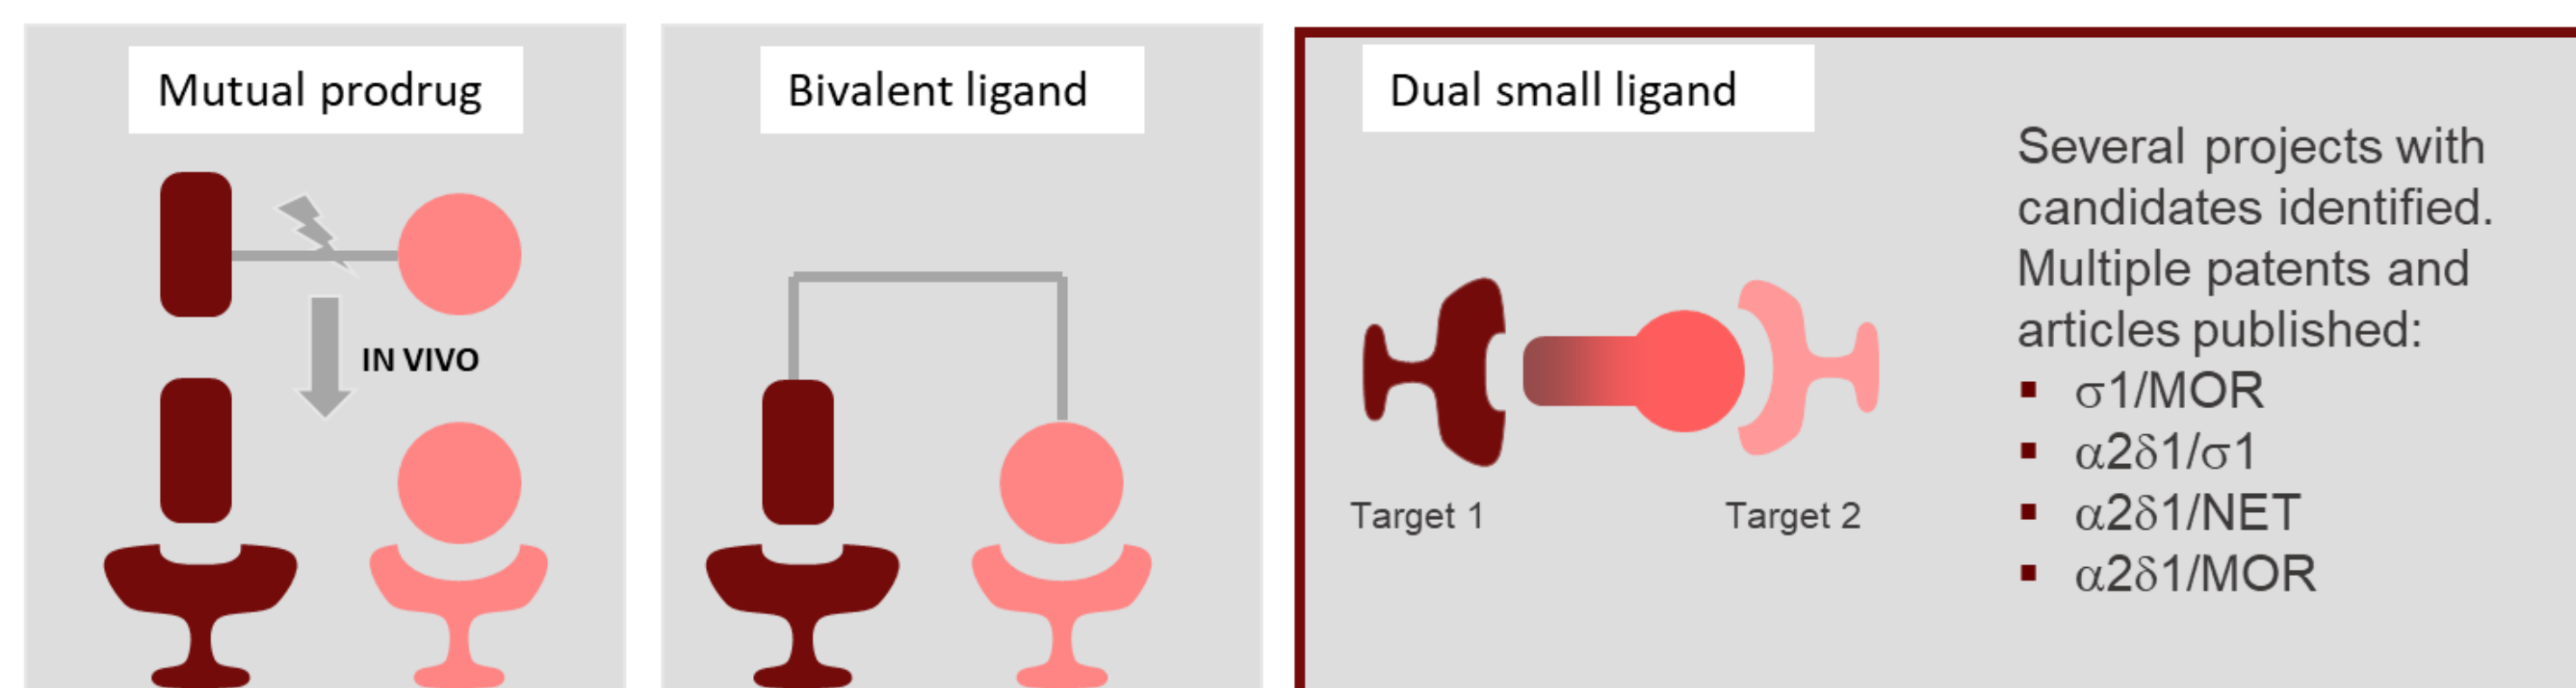 Mutual prodrug
IN VIVO
Bivalent ligand
Dual small ligand
Target 1
Target 2
Several projects with
candidates identified.
Multiple patents and
articles published:
▪ σ1/MOR
▪ α2δ1/σ1
▪ α2δ1/NET
▪ α2δ1/MOR